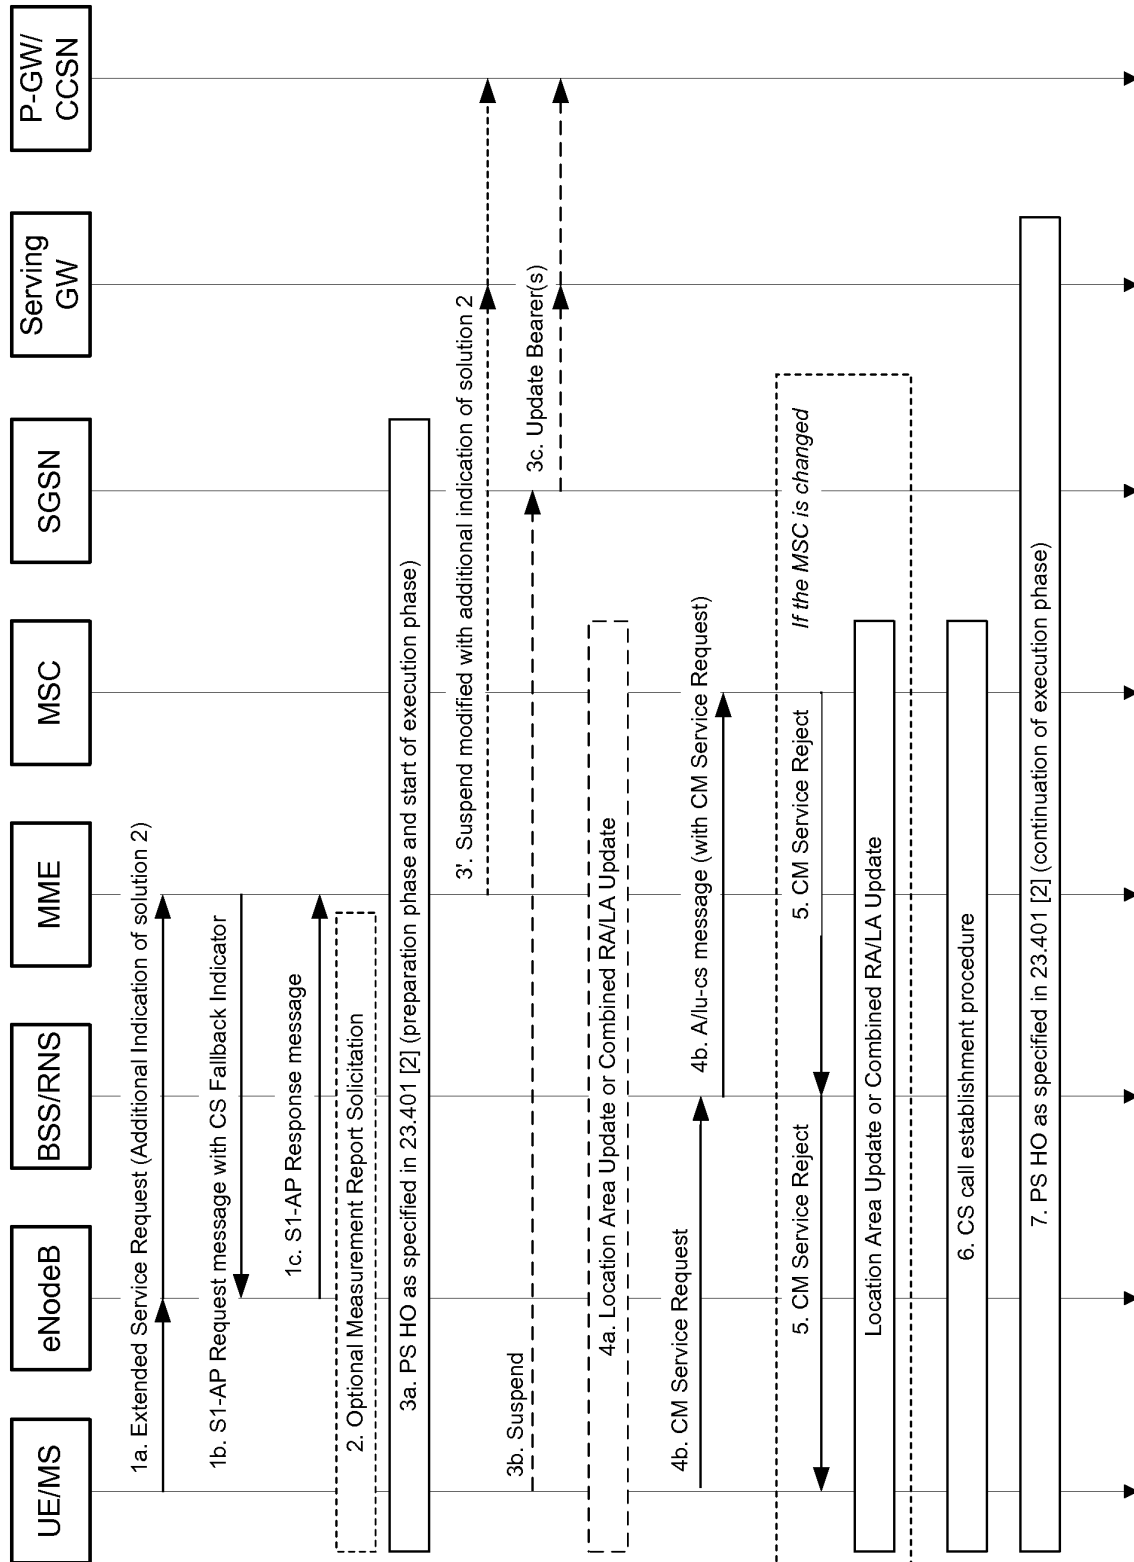 UE/MS
eNodeB
BSS/RNS
MME
MSC
SGSN
Serving
GW
P-GW/
CCSN
1a. Extended Service Request (Additional Indication of solution 2)
1b. S1-AP Request message with CS Fallback Indicator
1c. S1-AP Response message
2. Optional Measurement Report Solicitation
3a. PS HO as specified in 23.401 [2] (preparation phase and start of execution phase)
3'. Suspend modified with additional indication of solution 2
3b. Suspend
3c. Update Bearer(s)
4a. Location Area Update or Combined RA/LA Update
4b. CM Service Request
4b. A/Iu-cs message (with CM Service Request)
If the MSC is changed
5. CM Service Reject
5. CM Service Reject
Location Area Update or Combined RA/LA Update
6. CS call establishment procedure
7. PS HO as specified in 23.401 [2] (continuation of execution phase)